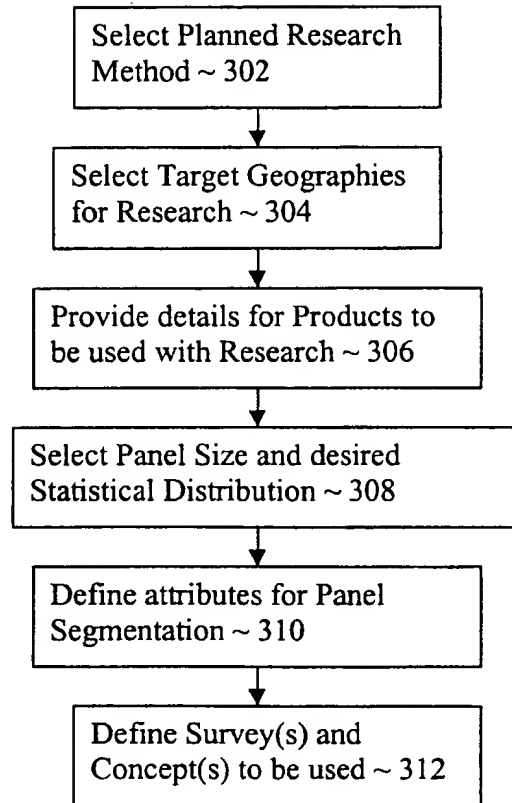 Select Planned Research
Method ~ 302
Select Target Geographies
for Research ~ 304
Provide details for Products to
be used with Research ~ 306
Select Panel Size and desired
Statistical Distribution ~ 308
Define attributes for Panel
Segmentation ~ 310
Define Survey(s) and
Concept(s) to be used ~ 312